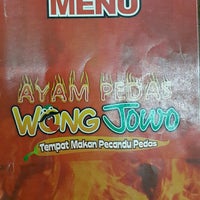 MENU
AYAM PEDAS
WONG JOWO
Tempat Makan Pecandu Pedas